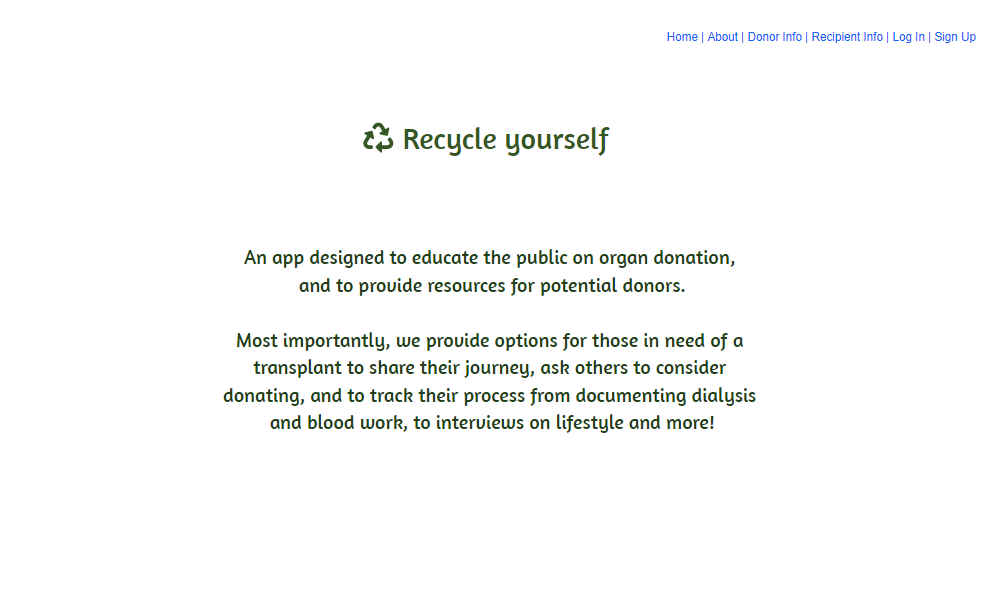 Home | About | Donor Info | Recipient Info | Log In | Sign Up
Recycle yourself
An app designed to educate the public on organ donation,
and to provide resources for potential donors.
Most importantly, we provide options for those in need of a
transplant to share their journey, ask others to consider
donating, and to track their process from documenting dialysis
and blood work, to interviews on lifestyle and more!